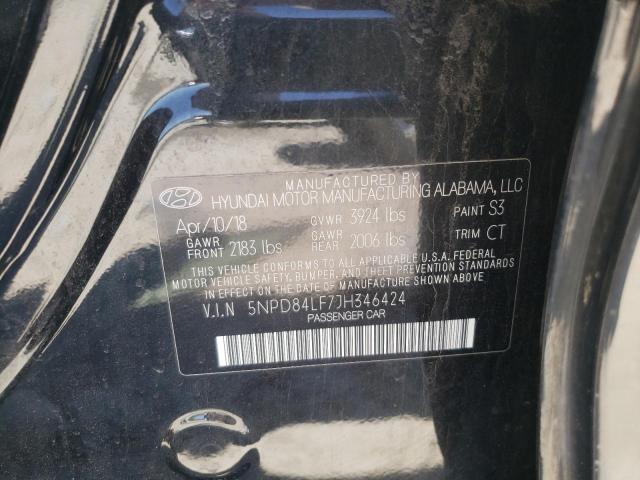 MANUFACTURED BY
HYUNDAI MOTOR MANUFACTURING ALABAMA, LLC
Apr/10/18 GVWR 3924 lbs PAINT S3
GAWR FRONT 2183 lbs GAWR REAR 2006 lbs TRIM CT
THIS VEHICLE CONFORMS TO ALL APPLICABLE U.S.A. FEDERAL
MOTOR VEHICLE SAFETY, BUMPER, AND THEFT PREVENTION STANDARDS
IN EFFECT ON THE DATE OF MANUFACTURE SHOWN ABOVE.
V.I.N 5NPD84LF7JH346424
PASSENGER CAR